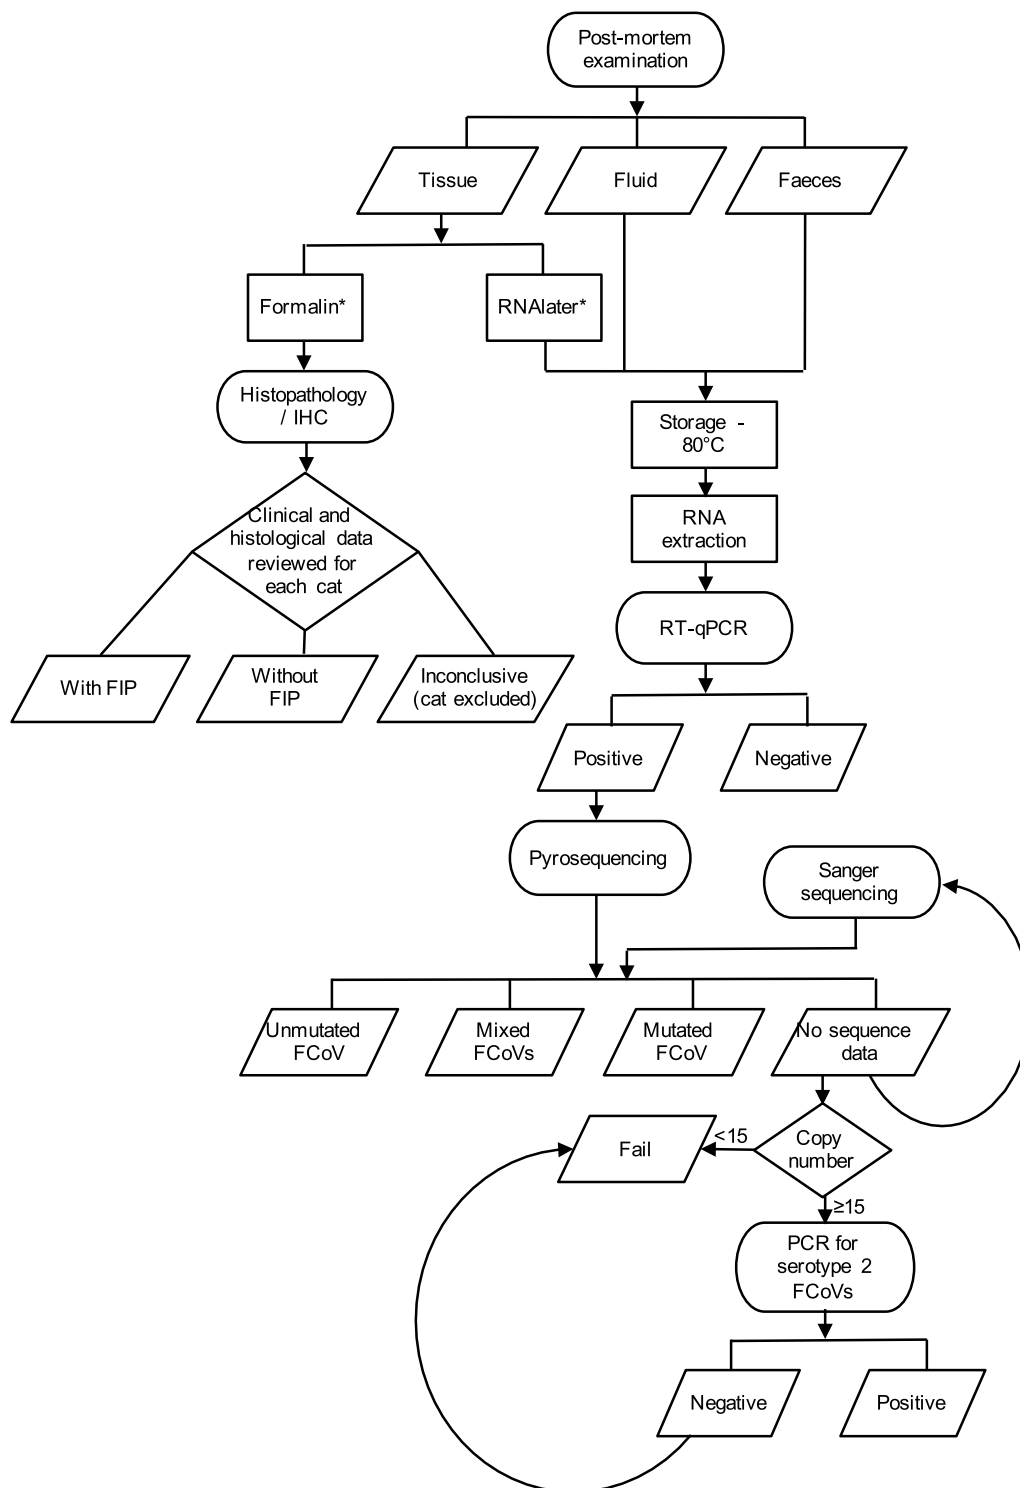 Post-mortem
examination
Tissue
Fluid
Faeces
Formalin*
RNAlater*
Histopathology
/ IHC
Storage -
80°C
Clinical and
histological data
reviewed for
each cat
RNA
extraction
RT-qPCR
With FIP
Without
FIP
Inconclusive
(cat excluded)
Positive
Negative
Pyrosequencing
Sanger
sequencing
Unmutated
FCoV
Mixed
FCoVs
Mutated
FCoV
No sequence
data
Fail
<15
Copy
number
≥15
PCR for
serotype 2
FCoVs
Negative
Positive